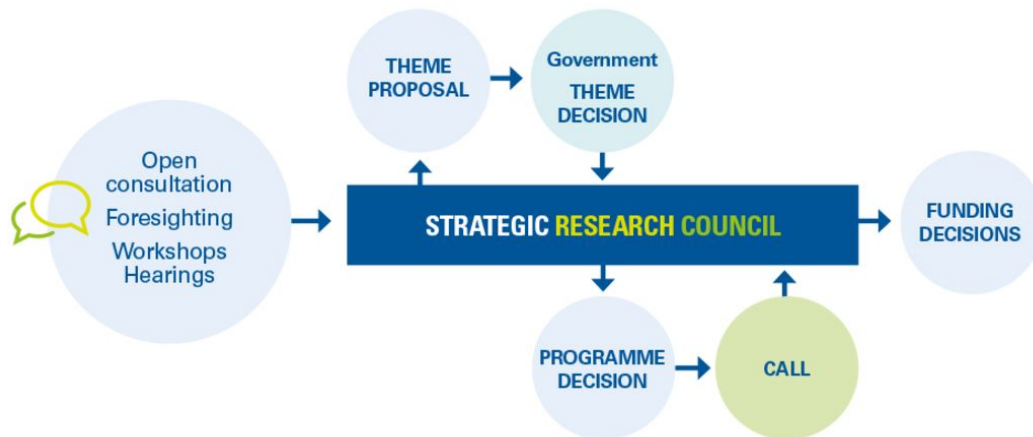 Open
consultation
Foresighting
Workshops
Hearings
THEME
PROPOSAL
Government
THEME
DECISION
STRATEGIC RESEARCH COUNCIL
PROGRAMME
DECISION
CALL
FUNDING
DECISIONS